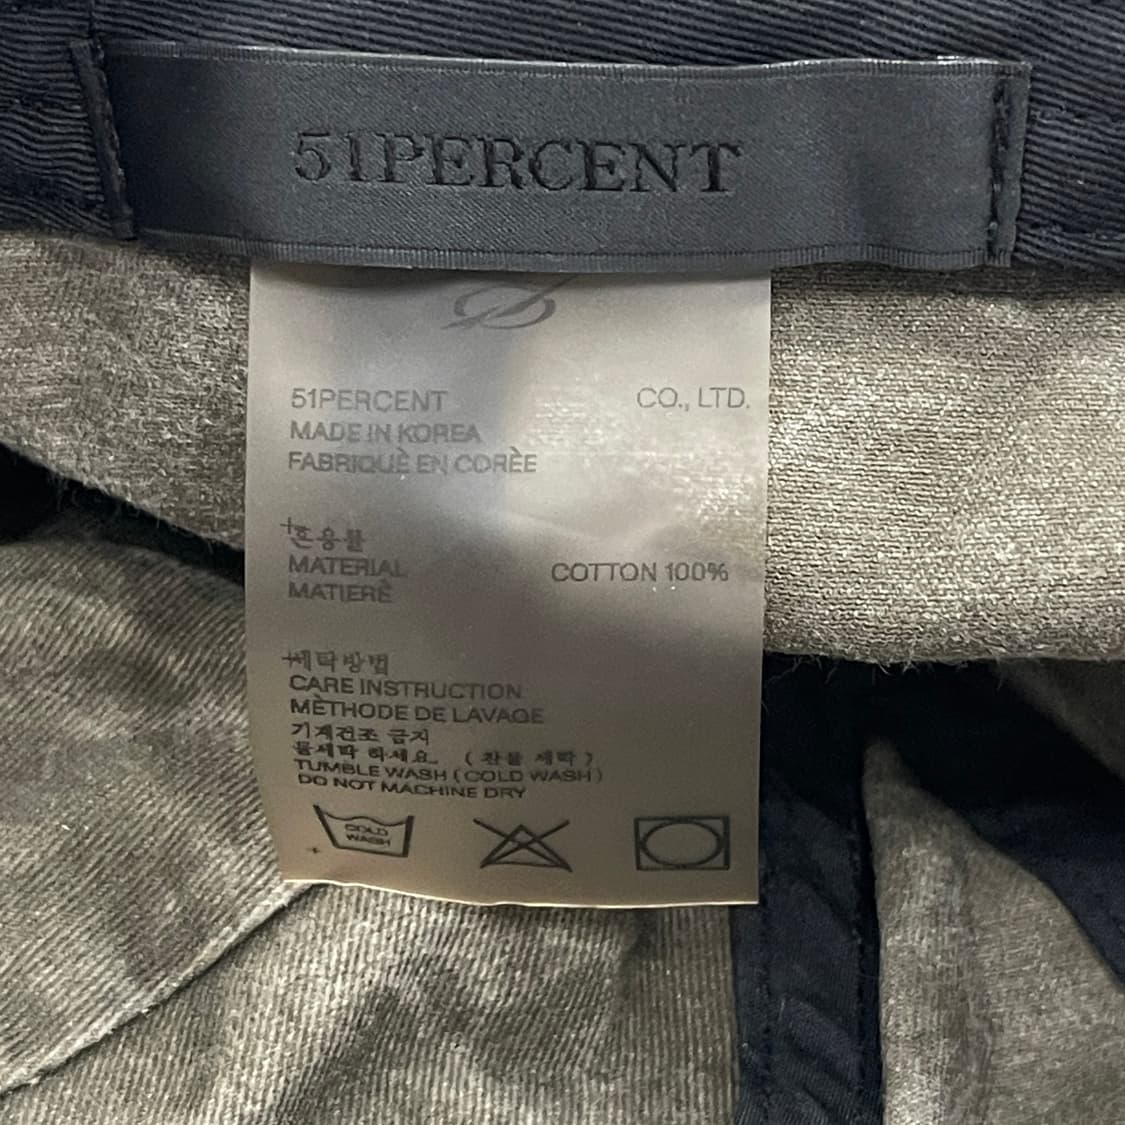 51PERCENT
51PERCENT CO., LTD.
MADE IN KOREA
FABRIQUÈ EN CORÈE
혼용률
MATERIAL COTTON 100%
MATIERÈ
세탁방법
CARE INSTRUCTION
MÈTHODE DE LAVAGE
기계건조 금지
물세탁 하세요. ( 찬물 세탁 )
TUMBLE WASH ( COLD WASH )
DO NOT MACHINE DRY
COLD
WASH